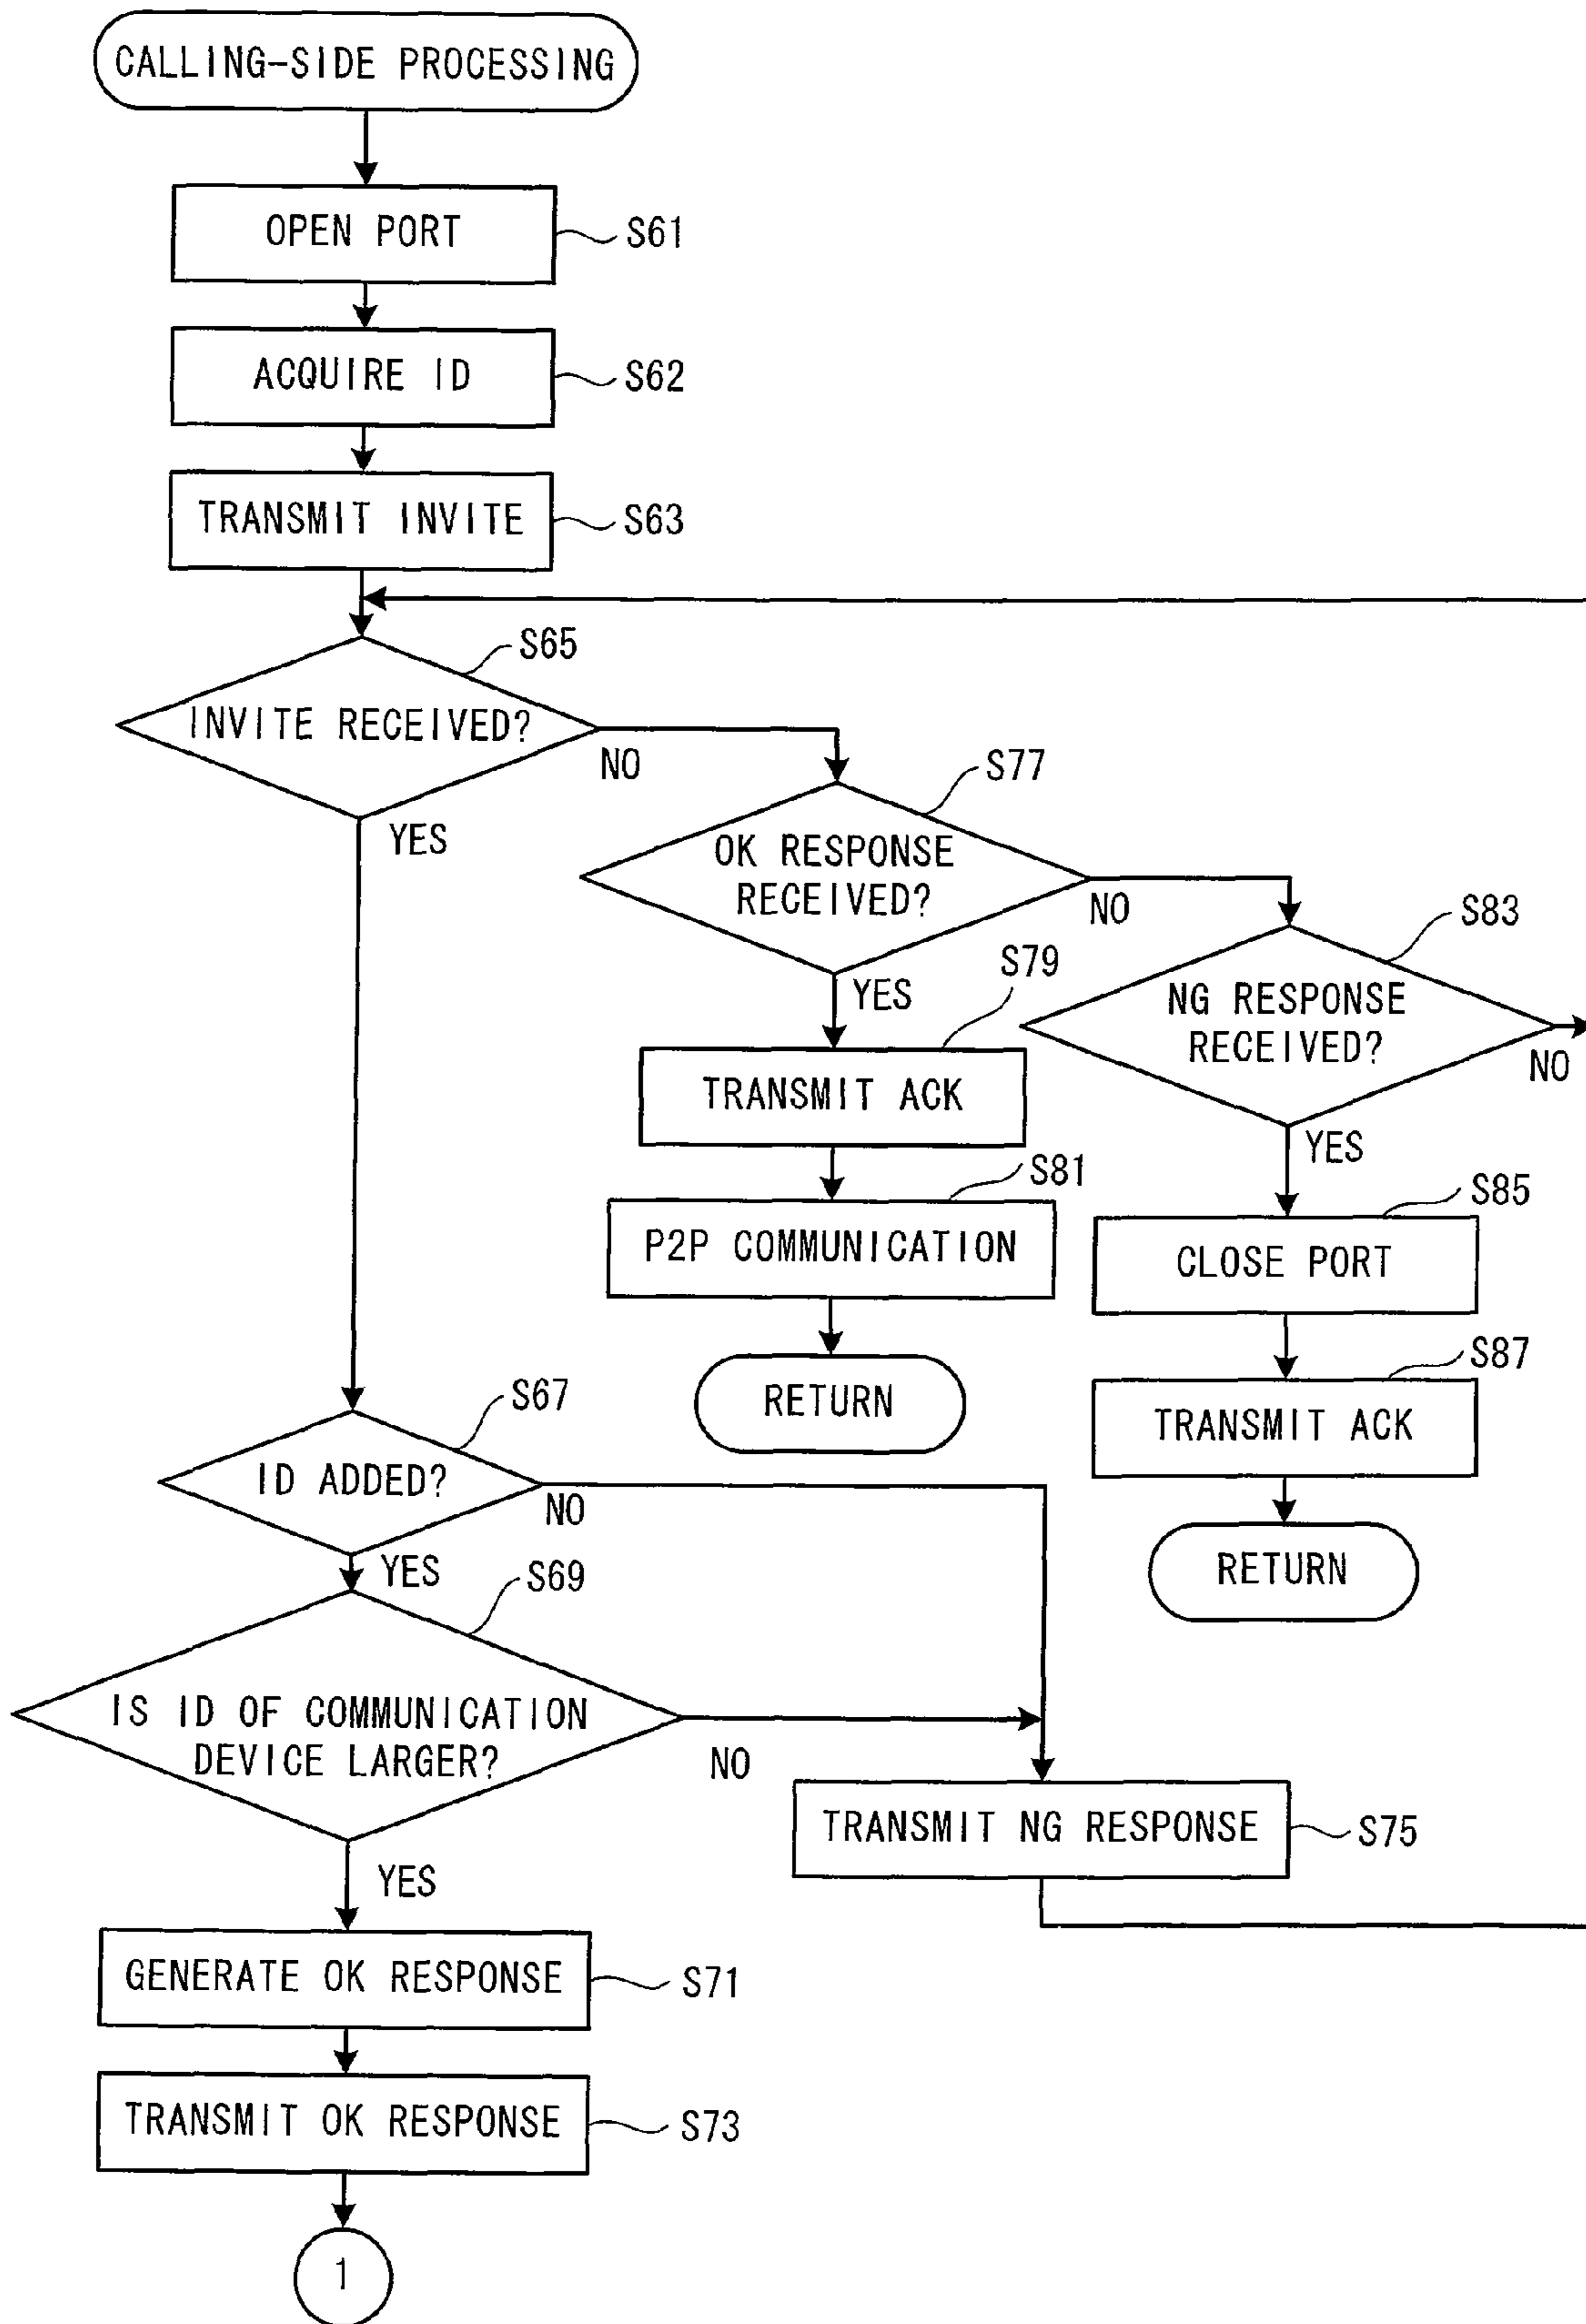 CALLING-SIDE PROCESSING
OPEN PORT
S61
ACQUIRE ID
S62
TRANSMIT INVITE
S63
S65
INVITE RECEIVED?
NO
YES
S77
OK RESPONSE
RECEIVED?
NO
YES
S83
NG RESPONSE
RECEIVED?
NO
YES
S79
TRANSMIT ACK
S81
P2P COMMUNICATION
RETURN
S85
CLOSE PORT
S87
TRANSMIT ACK
RETURN
S67
ID ADDED?
NO
YES
S69
IS ID OF COMMUNICATION
DEVICE LARGER?
NO
YES
TRANSMIT NG RESPONSE
S75
GENERATE OK RESPONSE
S71
TRANSMIT OK RESPONSE
S73
1